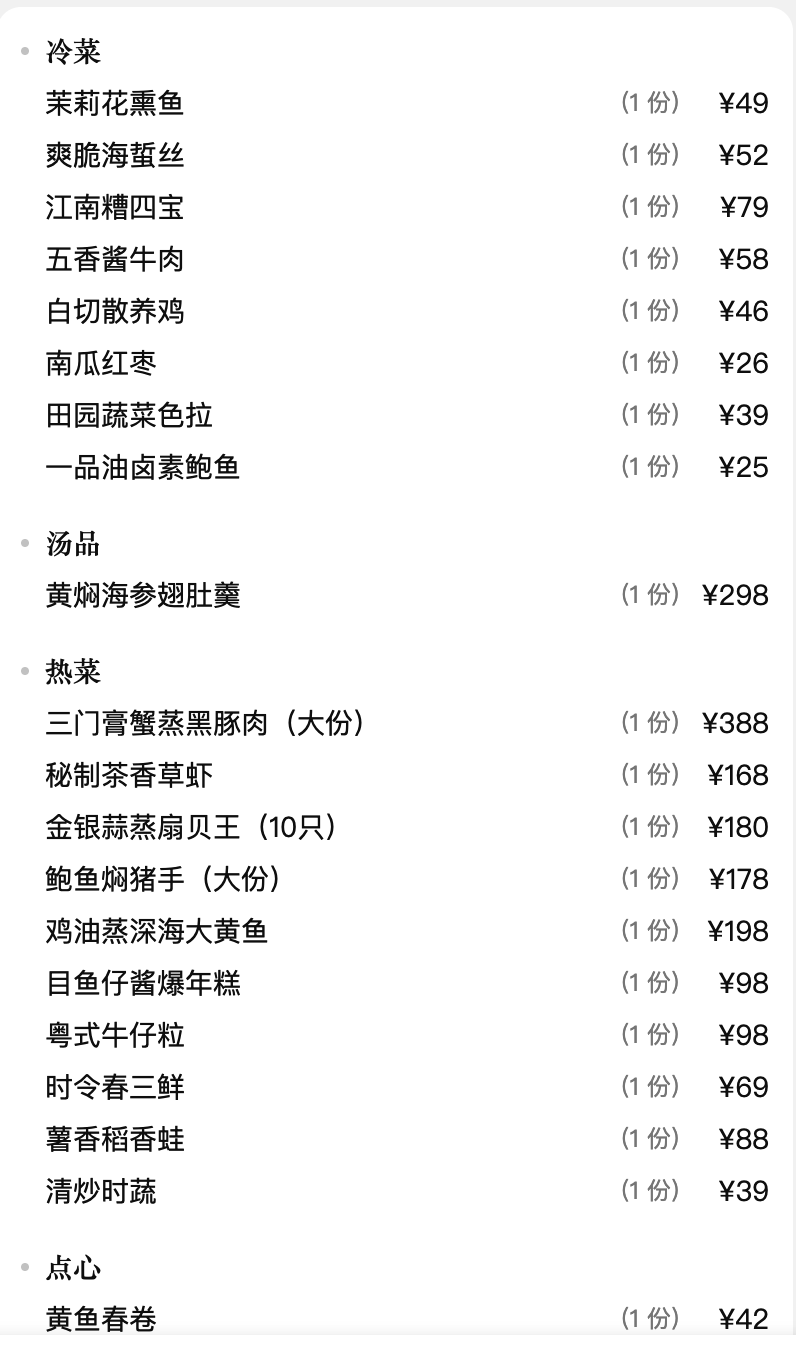 冷菜
茉莉花熏鱼 (1 份) ¥49
爽脆海蜇丝 (1 份) ¥52
江南糟四宝 (1 份) ¥79
五香酱牛肉 (1 份) ¥58
白切散养鸡 (1 份) ¥46
南瓜红枣 (1 份) ¥26
田园蔬菜色拉 (1 份) ¥39
一品油卤素鲍鱼 (1 份) ¥25
汤品
黄焖海参翅肚羹 (1 份) ¥298
热菜
三门膏蟹蒸黑豚肉（大份） (1 份) ¥388
秘制茶香草虾 (1 份) ¥168
金银蒜蒸扇贝王（10只） (1 份) ¥180
鲍鱼焖猪手（大份） (1 份) ¥178
鸡油蒸深海大黄鱼 (1 份) ¥198
目鱼仔酱爆年糕 (1 份) ¥98
粤式牛仔粒 (1 份) ¥98
时令春三鲜 (1 份) ¥69
薯香稻香蛙 (1 份) ¥88
清炒时蔬 (1 份) ¥39
点心
黄鱼春卷 (1 份) ¥42